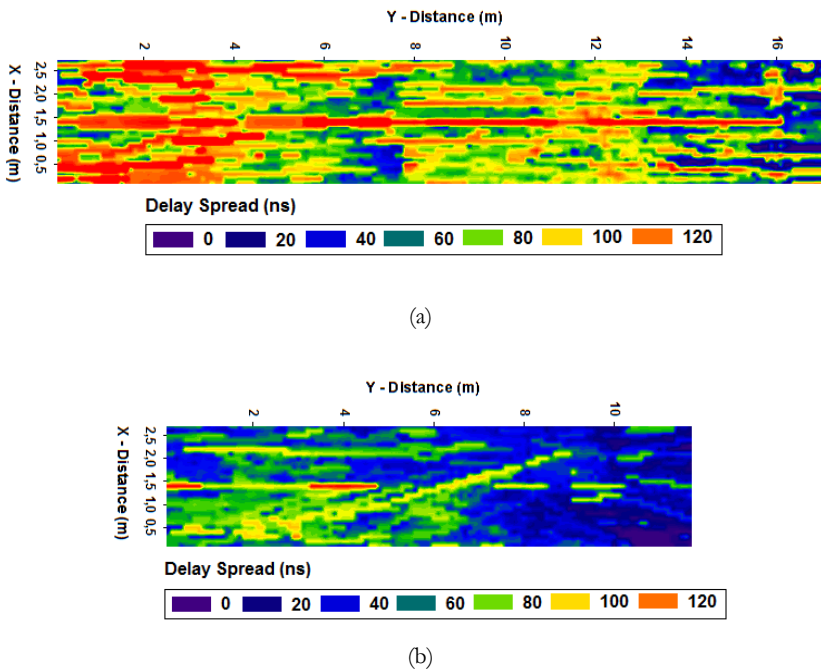 Y - Distance (m)
(a)
2 4 6 8 10 12 14 16
X - Distance (m)
2,5 20 1,5 1,0 0,5
Delay Spread (ns)
0 20 40 60 80 100 120
(a)
Y - Distance (m)
2 4 6 8 10
X - Distance (m)
2,5 2,0 1,5 1,0 0,5
Delay Spread (ns)
0 20 40 60 80 100 120
(b)